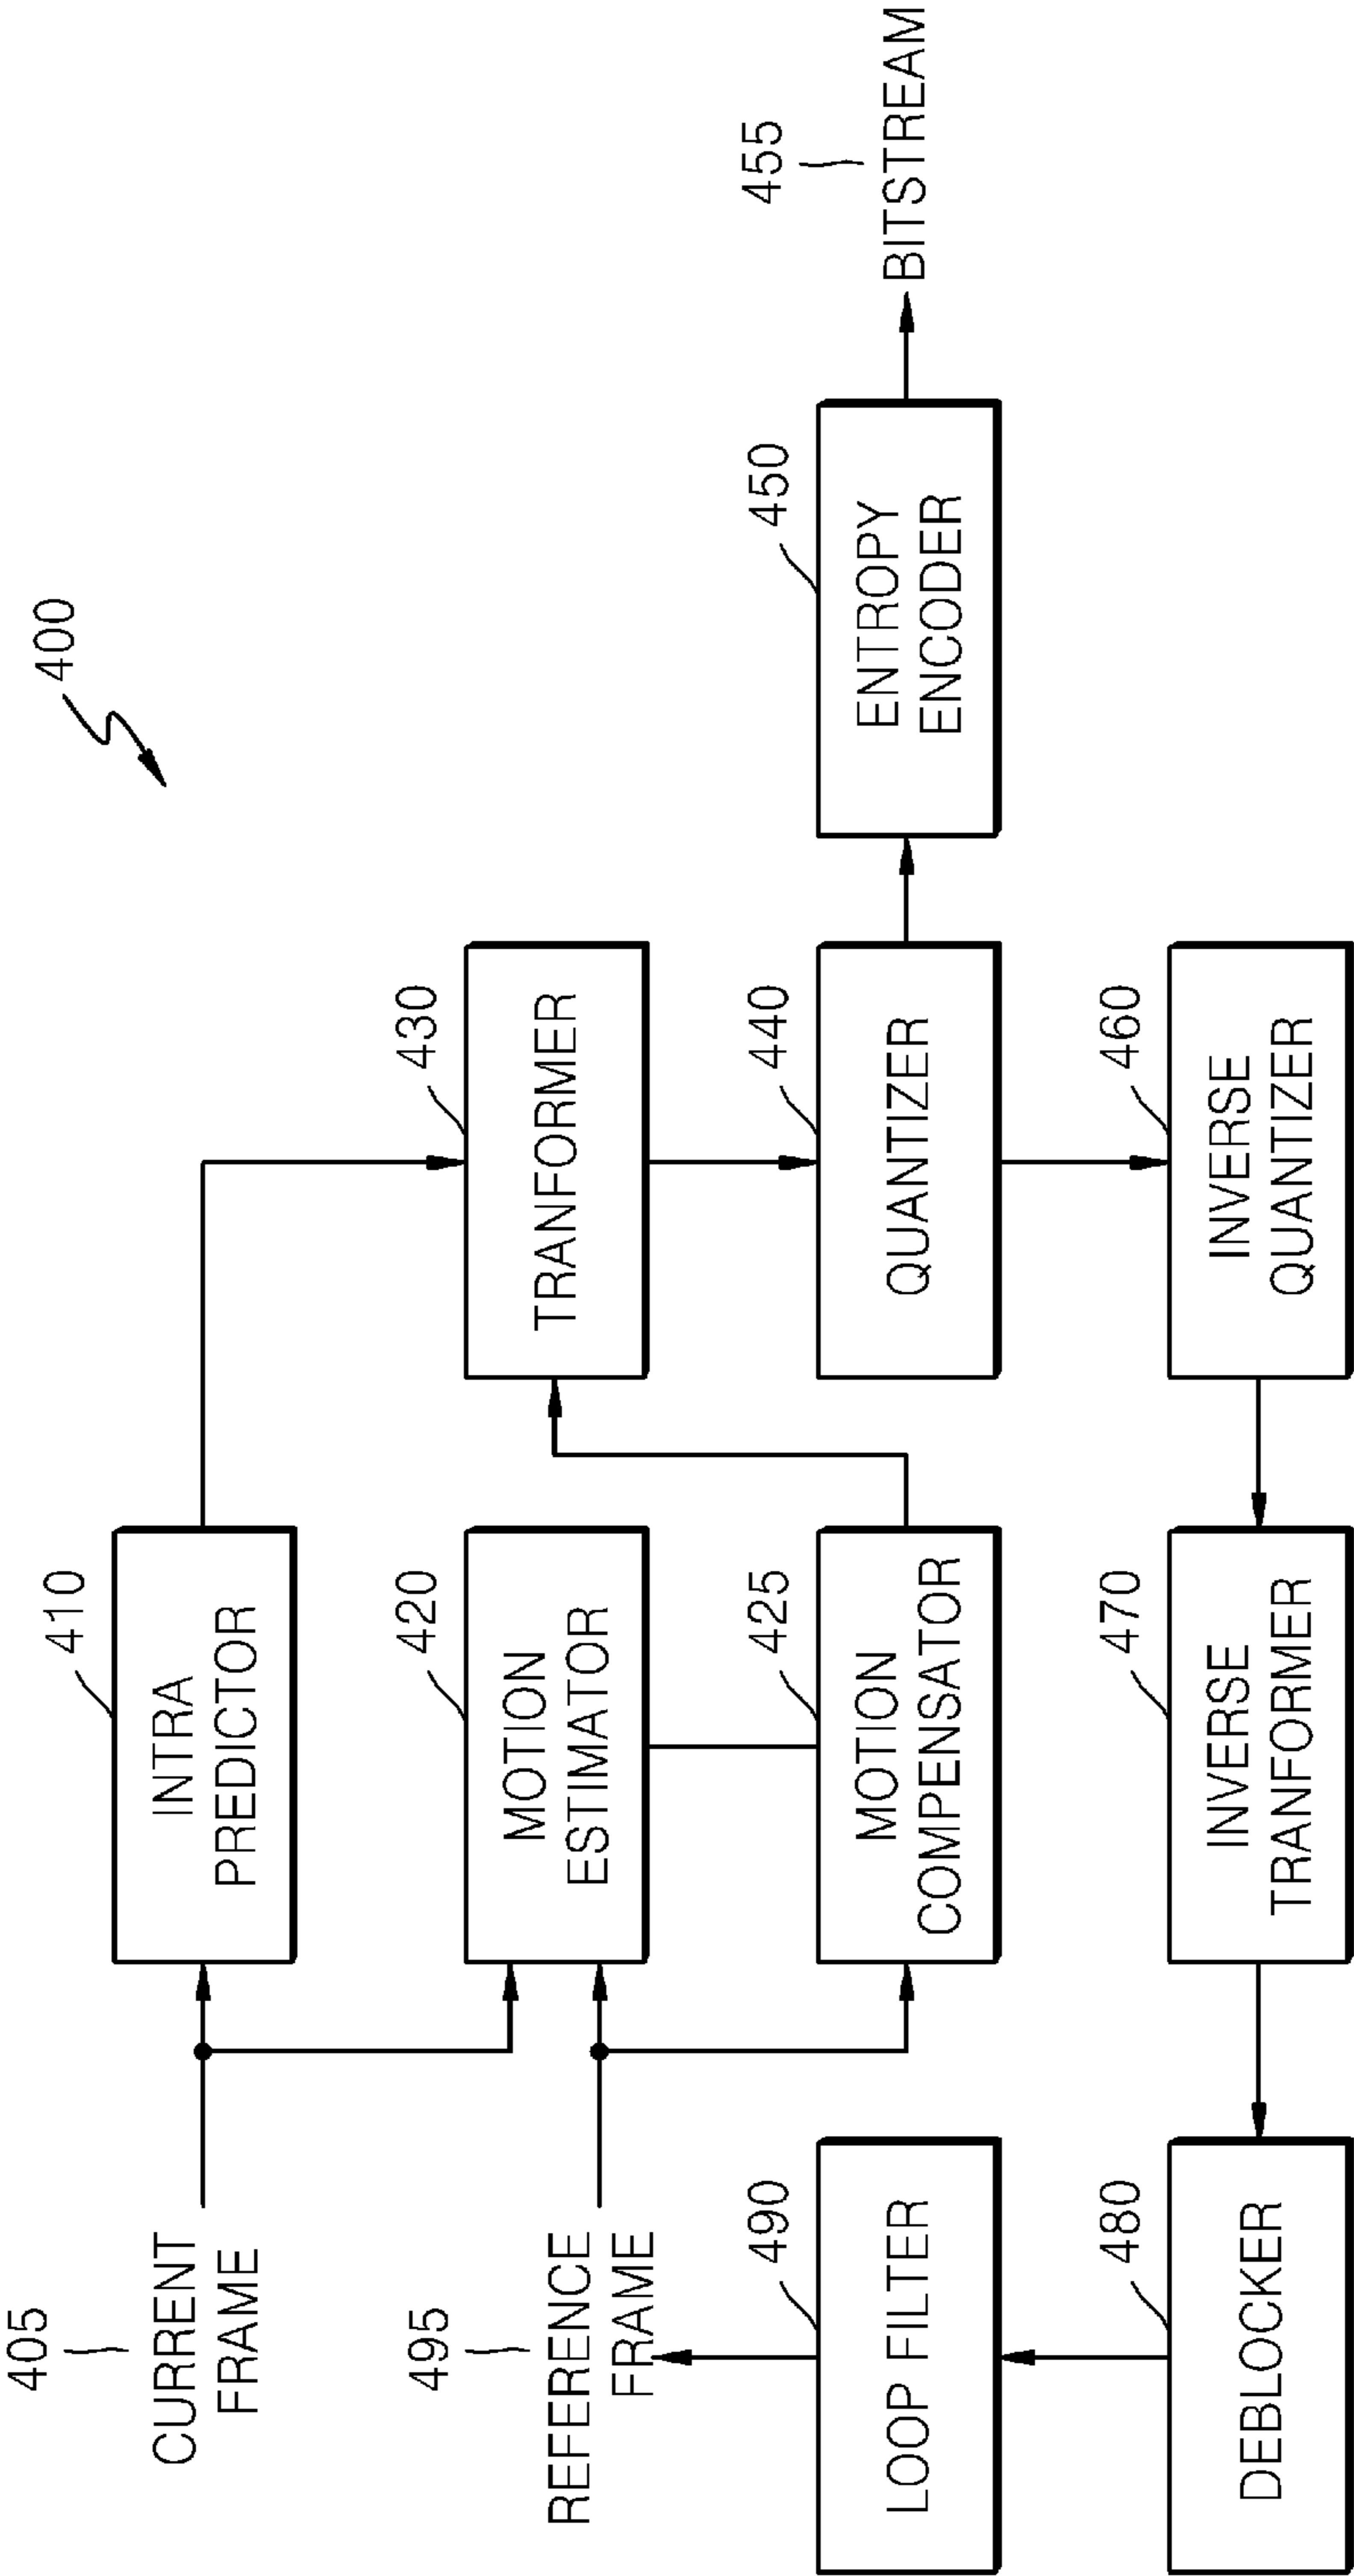 400
405
CURRENT
FRAME
410
INTRA
PREDICTOR
495
REFERENCE
FRAME
420
MOTION
ESTIMATOR
430
TRANFORMER
490
LOOP FILTER
425
MOTION
COMPENSATOR
440
QUANTIZER
450
ENTROPY
ENCODER
455
BITSTREAM
480
DEBLOCKER
470
INVERSE
TRANFORMER
460
INVERSE
QUANTIZER